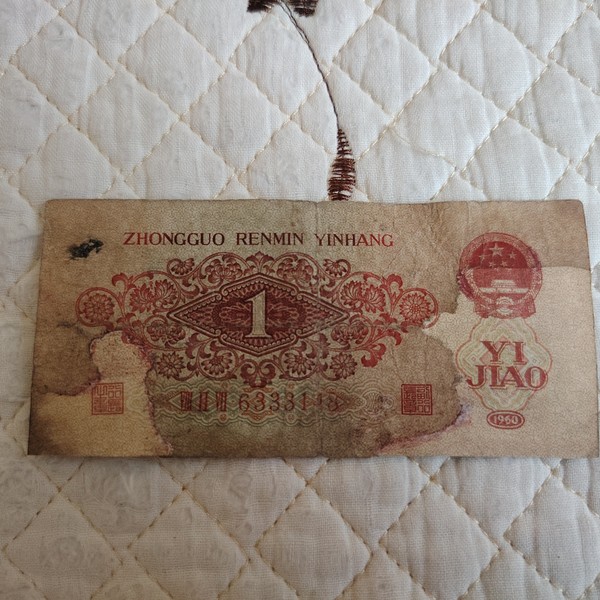 ZHONGGUO RENMIN YINHANG
1
YI
JIAO
1960